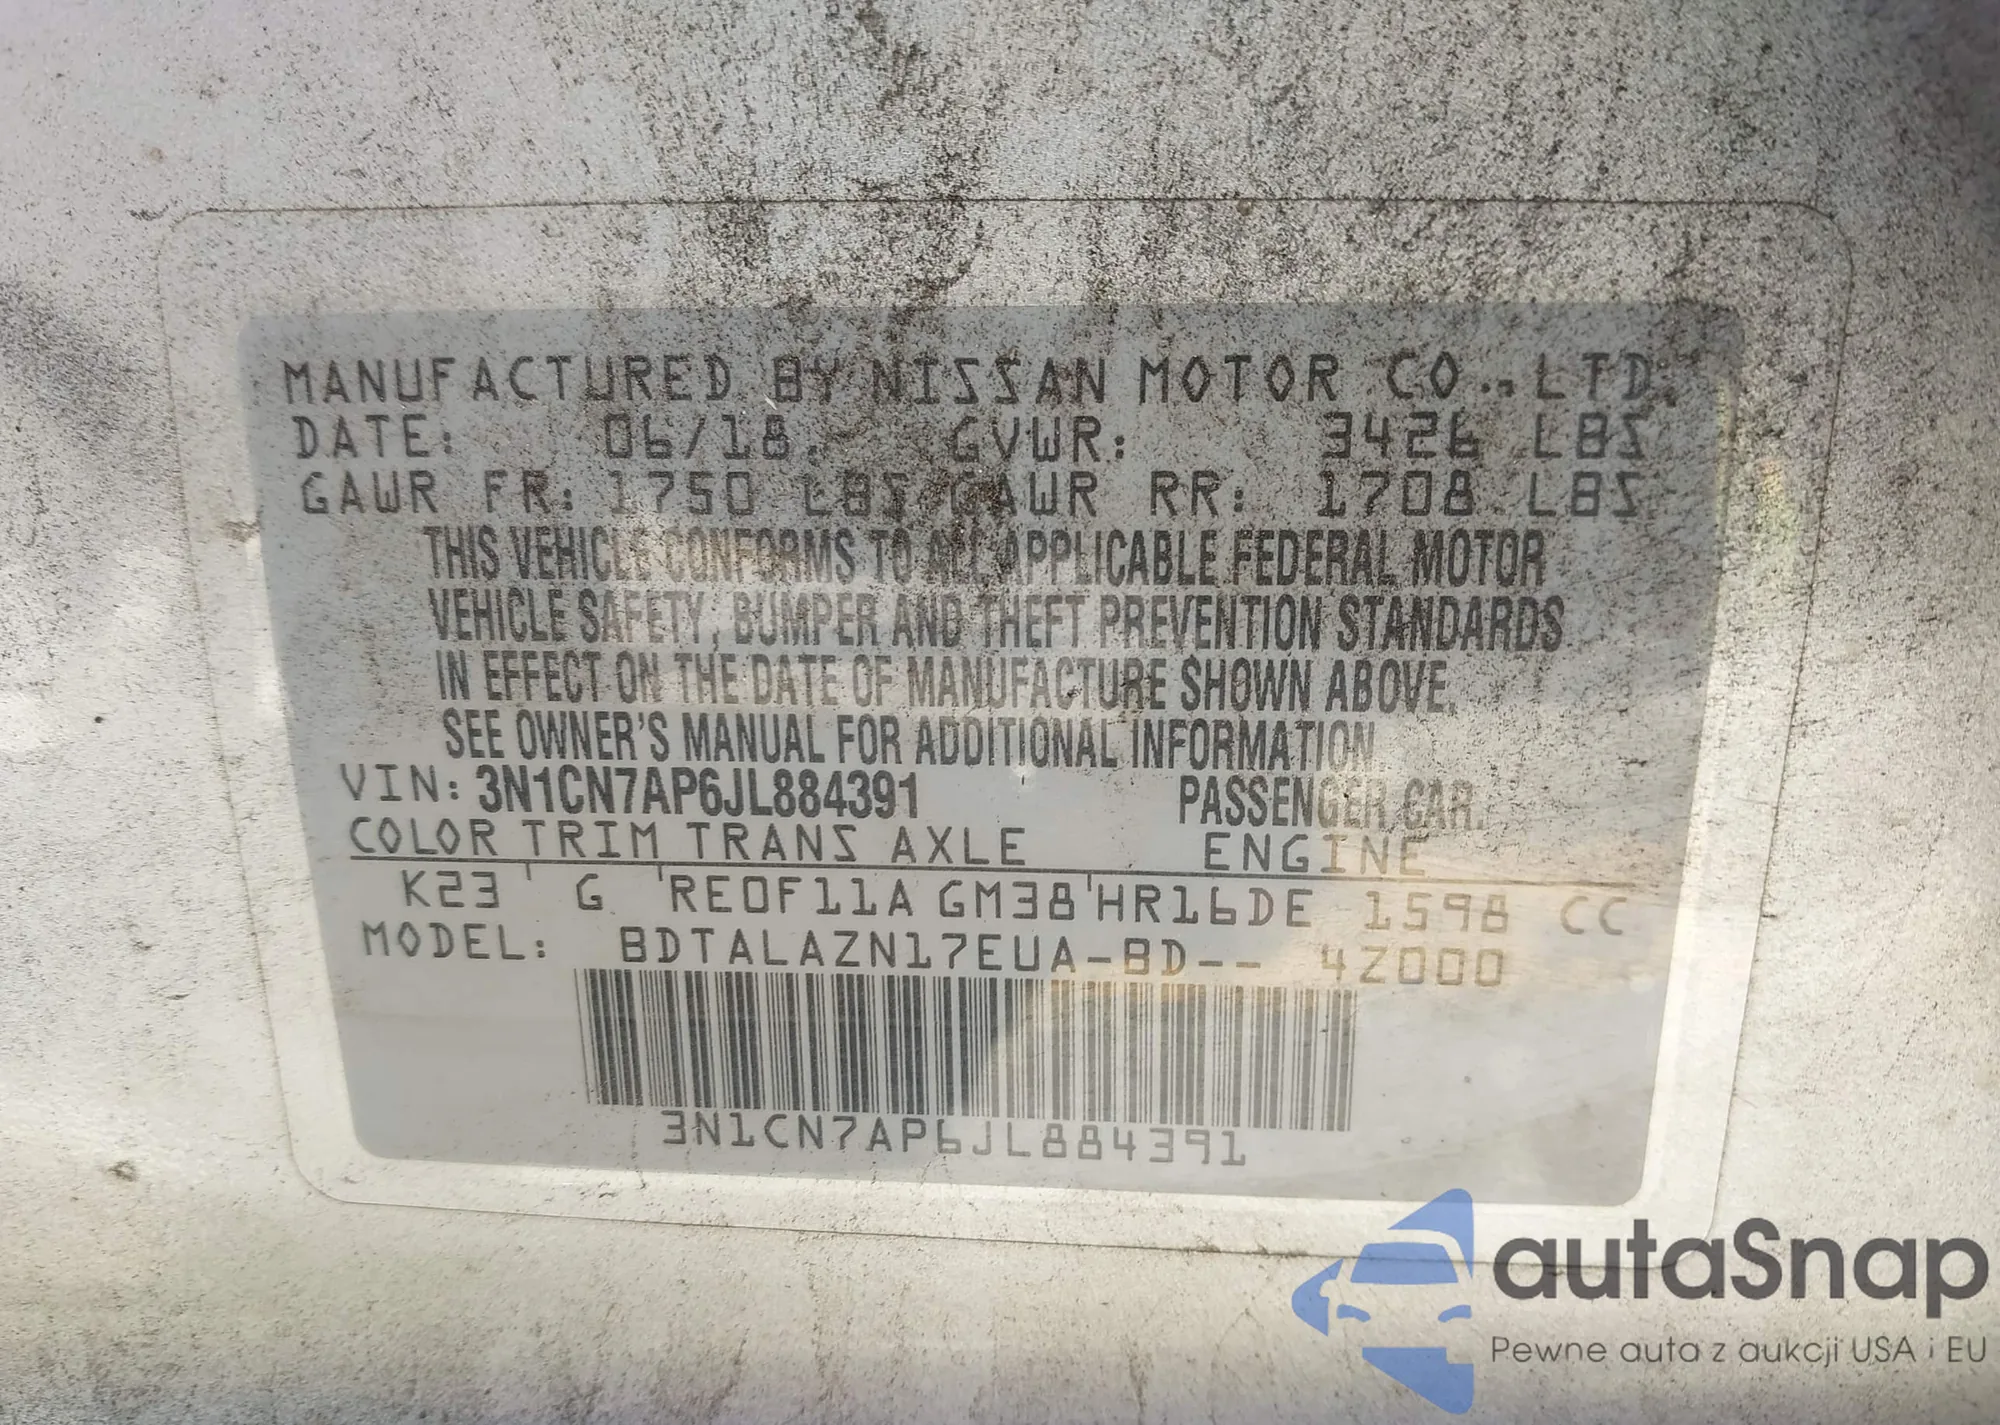 MANUFACTURED BY NISSAN MOTOR CO., LTD.
DATE: 06/18. GVWR: 3426 LBS
GAWR FR: 1750 LBS GAWR RR: 1708 LBS
THIS VEHICLE CONFORMS TO ALL APPLICABLE FEDERAL MOTOR
VEHICLE SAFETY, BUMPER AND THEFT PREVENTION STANDARDS
IN EFFECT ON THE DATE OF MANUFACTURE SHOWN ABOVE.
SEE OWNER'S MANUAL FOR ADDITIONAL INFORMATION
VIN: 3N1CN7AP6JL884391 PASSENGER CAR.
COLOR TRIM TRANS AXLE ENGINE
K23 G RE0F11A GM38 HR16DE 1598 CC
MODEL: BDTALAZN17EUA-BD-- 4Z000
3N1CN7AP6JL884391
autaSnap
Pewne auta z aukcji USA i EU